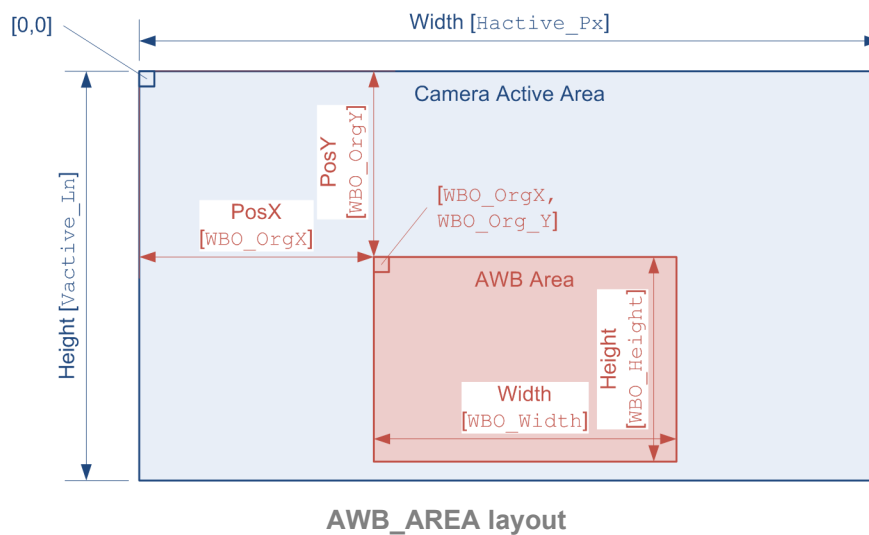 [0,0]
Width [Hactive_Px]
Camera Active Area
Height [Vactive_Ln]
PosY
[WBO_OrgY]
[WBO_OrgX,
WBO_Org_Y]
PosX
[WBO_OrgX]
AWB Area
Height
[WBO_Height]
Width
[WBO_Width]
AWB_AREA layout